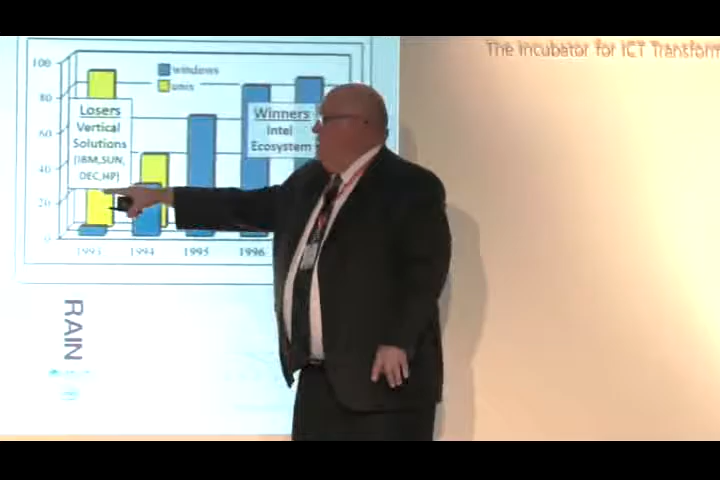 The Incubator for ICT Transform
100
80
60
40
20
0
windows
unix
Losers
Vertical
Solutions
(IBM,SUN,
DEC,HP)
Winners
Intel
Ecosystem
1993
1994
1995
1996
RAIN